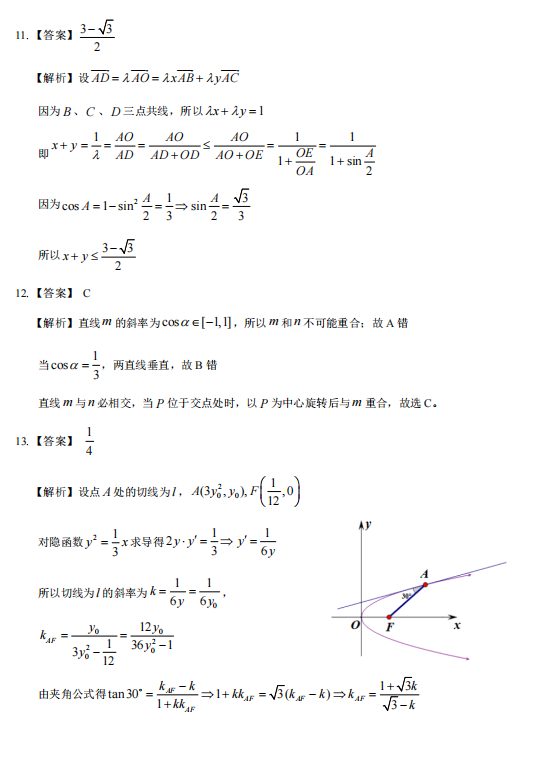 11. 【答案】 $\frac{3-\sqrt{3}}{2}$
【解析】设 $\overline{AD}=\lambda\overline{AO}=\lambda x\overline{AB}+\lambda y\overline{AC}$
因为 B、C、D 三点共线，所以 $\lambda x+\lambda y=1$
即 $x+y=\frac{1}{\lambda}=\frac{AO}{AD}=\frac{AO}{AD+OD}\leq\frac{AO}{AO+OE}=\frac{1}{1+\frac{OE}{OA}}=\frac{1}{1+\sin\frac{A}{2}}$
因为 $\cos A=1-\sin^2\frac{A}{2}=\frac{1}{3}\Rightarrow\sin\frac{A}{2}=\frac{\sqrt{3}}{3}$
所以 $x+y\leq\frac{3-\sqrt{3}}{2}$
12. 【答案】 C
【解析】直线 m 的斜率为 $\cos\alpha\in[-1,1]$，所以 m 和 n 不可能重合；故 A 错
当 $\cos\alpha=\frac{1}{3}$，两直线垂直，故 B 错
直线 m 与 n 必相交，当 P 位于交点处时，以 P 为中心旋转后与 m 重合，故选 C。
13. 【答案】 $\frac{1}{4}$
【解析】设点 A 处的切线为 l，$A(3y_0^2,y_0),F\left(\frac{1}{12},0\right)$
对隐函数 $y^2=\frac{1}{3}x$ 求导得 $2y\cdot y'=\frac{1}{3}\Rightarrow y'=\frac{1}{6y}$
所以切线为 l 的斜率为 $k=\frac{1}{6y}=\frac{1}{6y_0}$，
$k_{AF}=\frac{y_0}{3y_0^2-\frac{1}{12}}=\frac{12y_0}{36y_0^2-1}$
y
A
30°
O
F
x
由夹角公式得 $\tan 30°=\frac{k_{AF}-k}{1+kk_{AF}}\Rightarrow 1+kk_{AF}=\sqrt{3}(k_{AF}-k)\Rightarrow k_{AF}=\frac{1+\sqrt{3}k}{\sqrt{3}-k}$